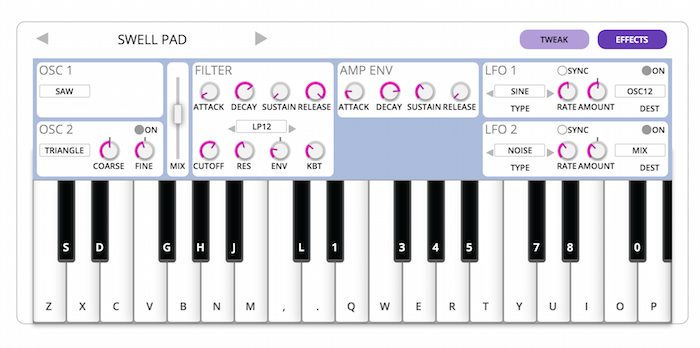 SWELL PAD
TWEAK
EFFECTS
OSC 1
SAW
OSC 2
ON
TRIANGLE
COARSE
FINE
MIX
FILTER
ATTACK DECAY SUSTAIN RELEASE
LP12
CUTOFF RES ENV KBT
AMP ENV
ATTACK DECAY SUSTAIN RELEASE
LFO 1
SYNC
ON
SINE
OSC12
TYPE RATE AMOUNT DEST
LFO 2
SYNC
ON
NOISE
MIX
TYPE RATE AMOUNT DEST
S D G H J L 1 3 4 5 7 8 0
Z X C V B N M , . Q W E R T Y U I O P